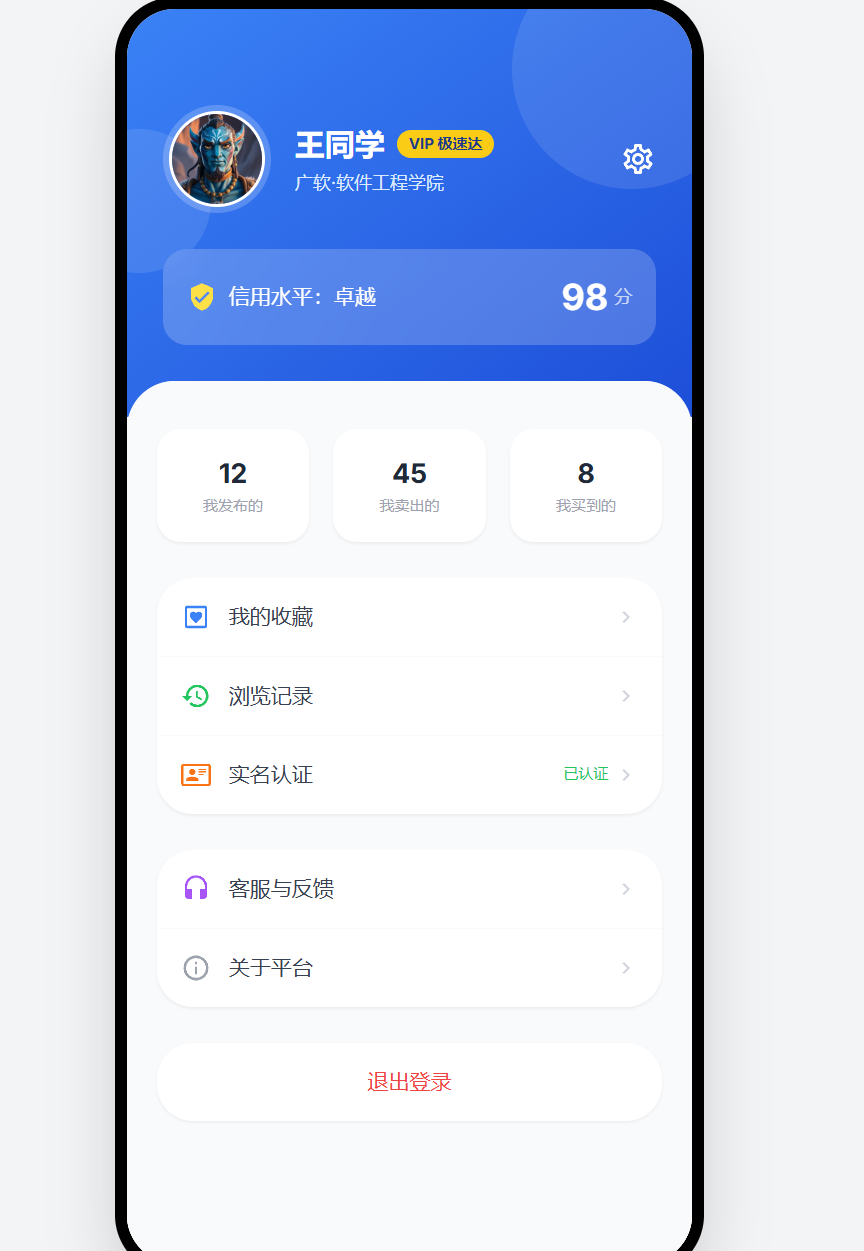 王同学 VIP 极速达
广软·软件工程学院
信用水平：卓越 98 分
12 45 8
我发布的 我卖出的 我买到的
我的收藏
浏览记录
实名认证 已认证
客服与反馈
关于平台
退出登录